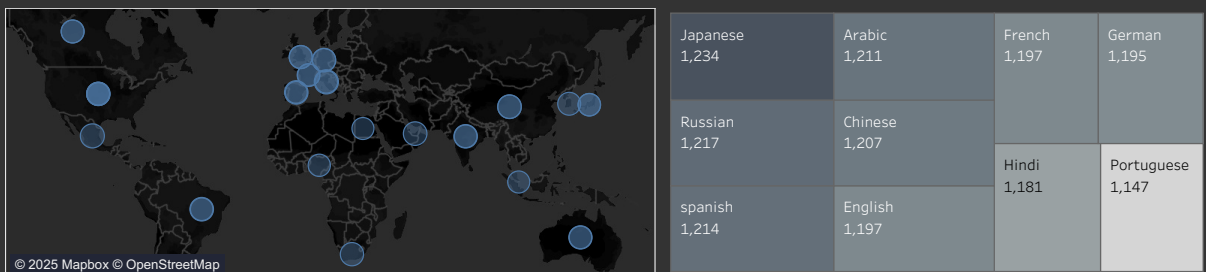 © 2025 Mapbox © OpenStreetMap
Japanese
1,234
Russian
1,217
spanish
1,214
Arabic
1,211
Chinese
1,207
English
1,197
French
1,197
German
1,195
Hindi
1,181
Portuguese
1,147